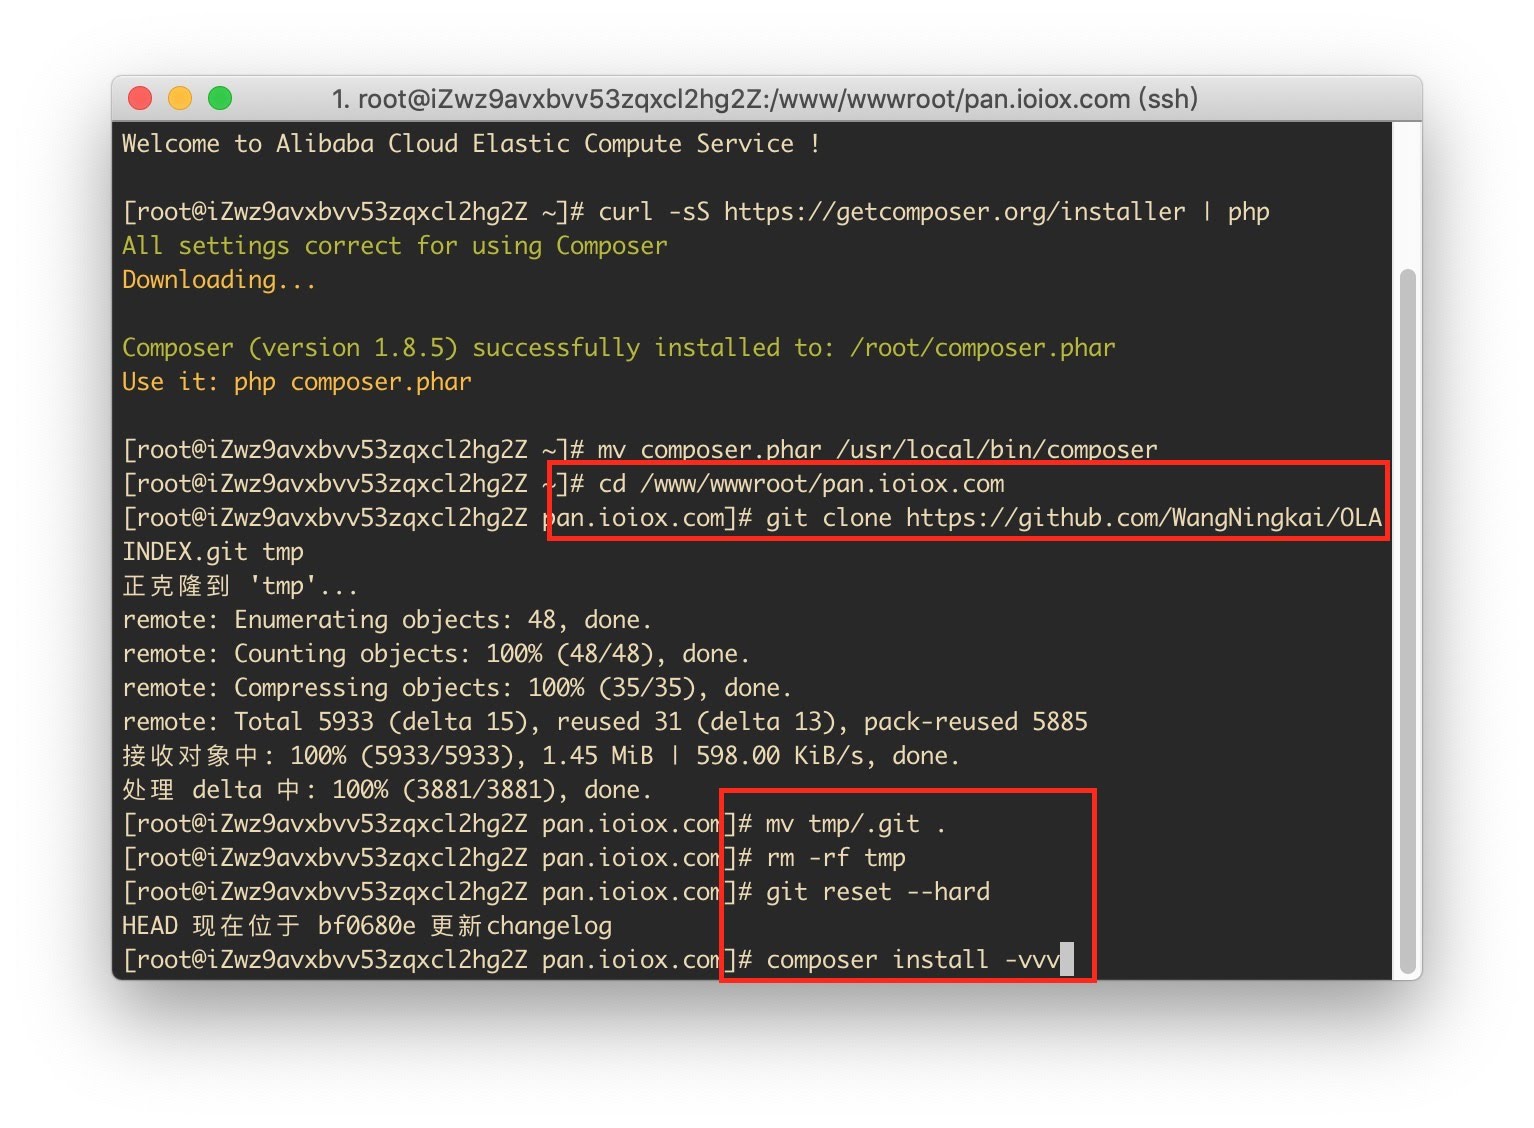 1. root@iZwz9avxbvv53zqxcl2hg2Z:/www/wwwroot/pan.ioiox.com (ssh)
Welcome to Alibaba Cloud Elastic Compute Service !
[root@iZwz9avxbvv53zqxcl2hg2Z ~]# curl -sS https://getcomposer.org/installer | php
All settings correct for using Composer
Downloading...
Composer (version 1.8.5) successfully installed to: /root/composer.phar
Use it: php composer.phar
[root@iZwz9avxbvv53zqxcl2hg2Z ~]# mv composer.phar /usr/local/bin/composer
[root@iZwz9avxbvv53zqxcl2hg2Z ~]# cd /www/wwwroot/pan.ioiox.com
[root@iZwz9avxbvv53zqxcl2hg2Z pan.ioiox.com]# git clone https://github.com/WangNingkai/OLA
INDEX.git tmp
正克隆到 'tmp'...
remote: Enumerating objects: 48, done.
remote: Counting objects: 100% (48/48), done.
remote: Compressing objects: 100% (35/35), done.
remote: Total 5933 (delta 15), reused 31 (delta 13), pack-reused 5885
接收对象中: 100% (5933/5933), 1.45 MiB | 598.00 KiB/s, done.
处理 delta 中: 100% (3881/3881), done.
[root@iZwz9avxbvv53zqxcl2hg2Z pan.ioiox.com]# mv tmp/.git .
[root@iZwz9avxbvv53zqxcl2hg2Z pan.ioiox.com]# rm -rf tmp
[root@iZwz9avxbvv53zqxcl2hg2Z pan.ioiox.com]# git reset --hard
HEAD 现在位于 bf0680e 更新changelog
[root@iZwz9avxbvv53zqxcl2hg2Z pan.ioiox.com]# composer install -vvv